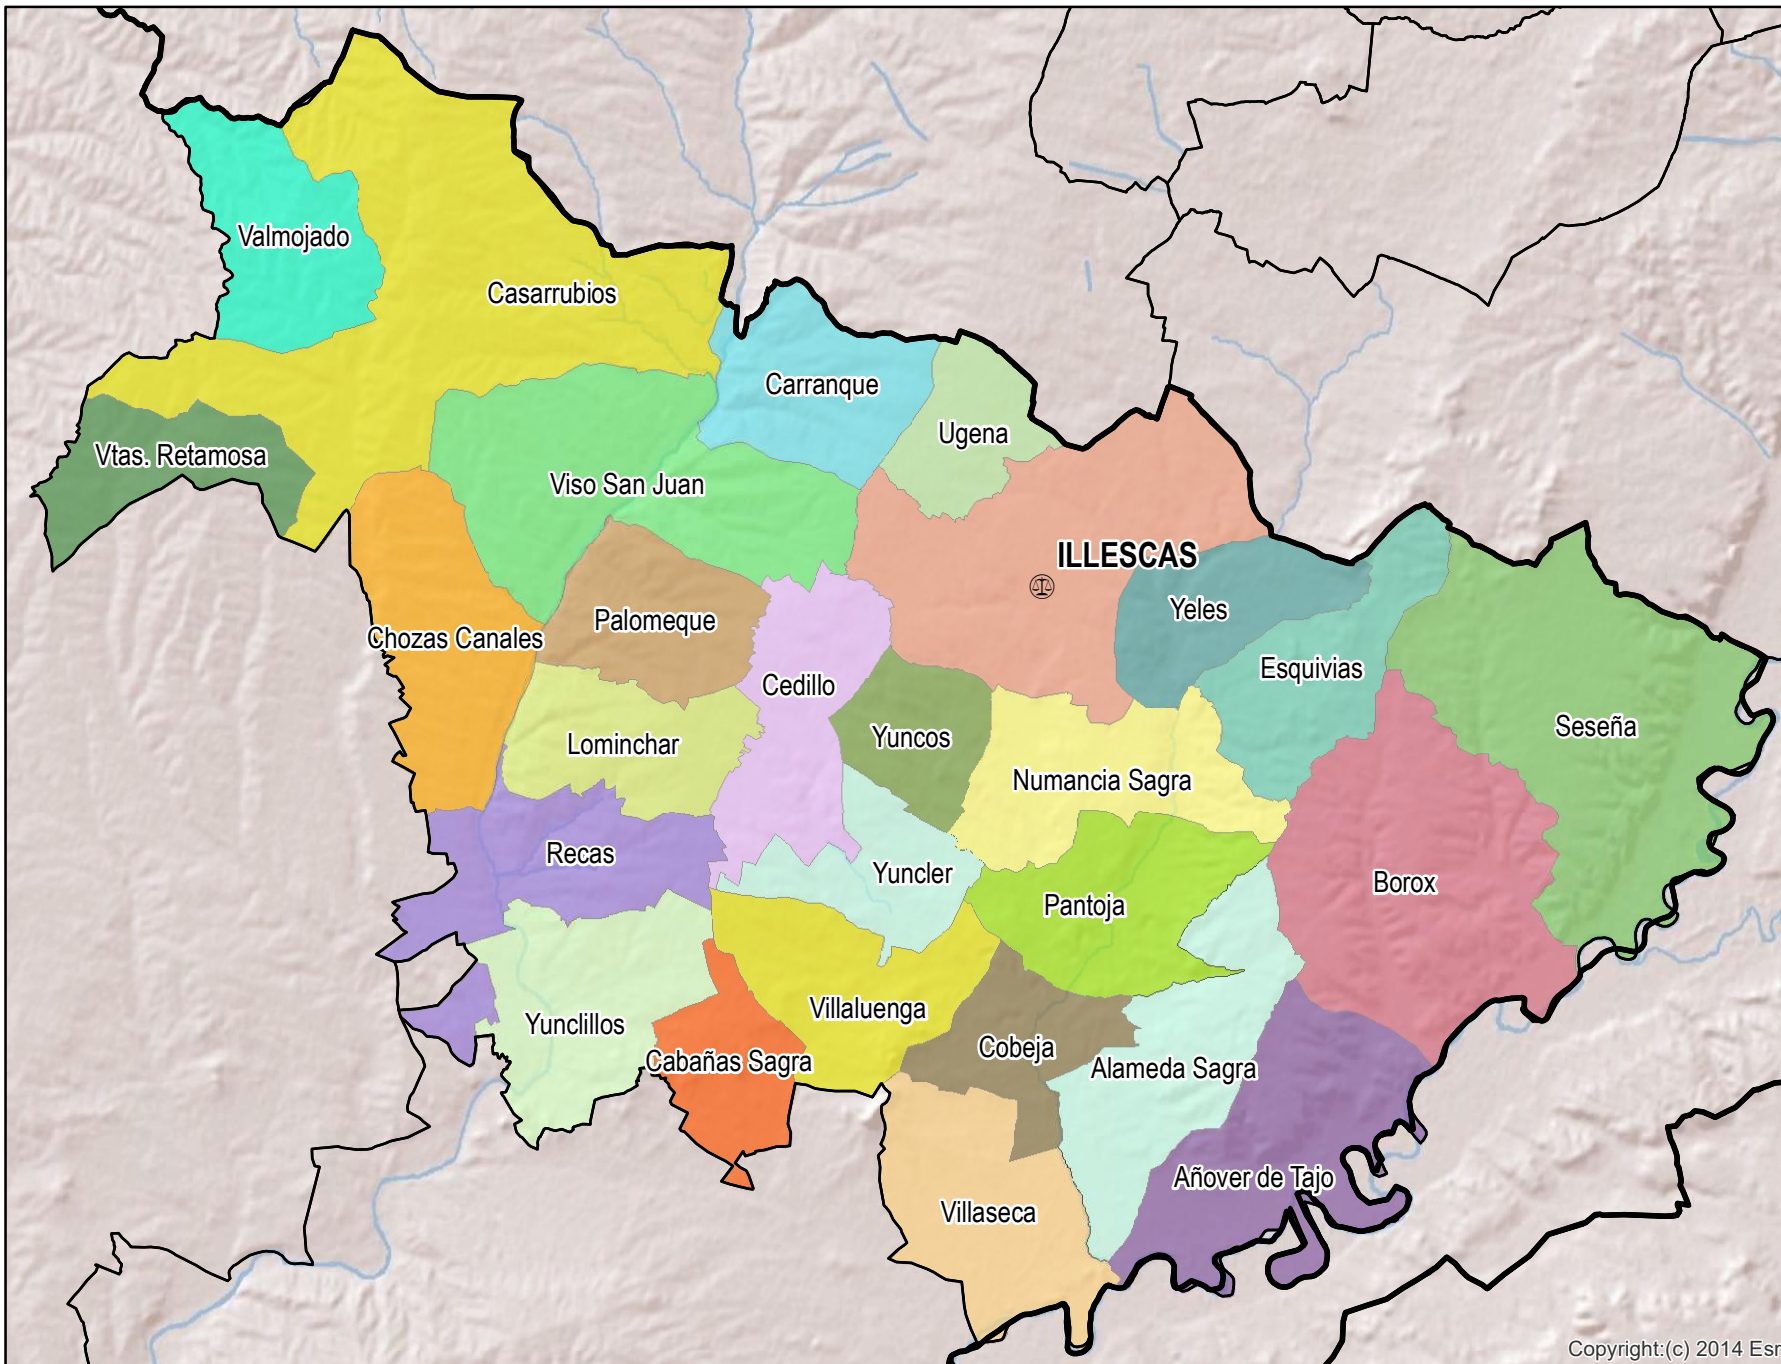 Valmojado
Casarrubios
Carranque
Ugena
Vtas. Retamosa
Viso San Juan
ILLESCAS
Yeles
Palomeque
Chozas Canales
Esquivias
Cedillo
Seseña
Yuncos
Lominchar
Numancia Sagra
Recas
Yuncler
Borox
Pantoja
Villaluenga
Yunclillos
Cobeja
Cabañas Sagra
Alameda Sagra
Añover de Tajo
Villaseca
Copyright:(c) 2014 Esr